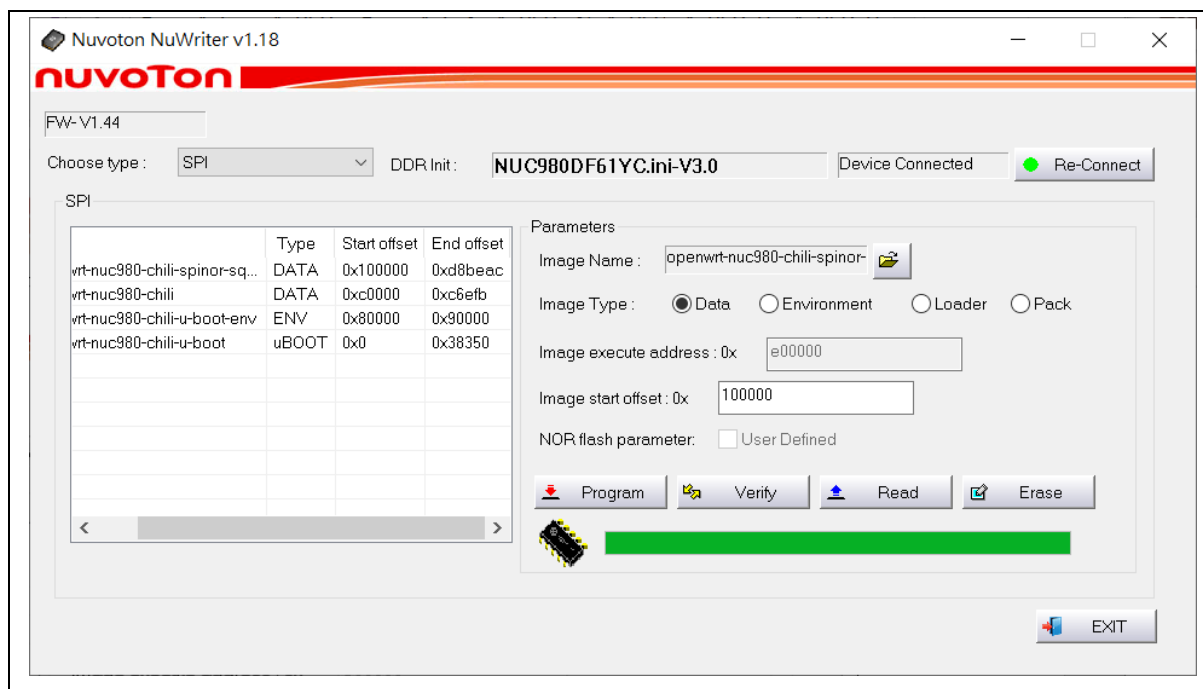 Nuvoton NuWriter v1.18
nuvoTon
FW-V1.44
Choose type : SPI DDR Init : NUC980DF61YC.ini-V3.0 Device Connected Re-Connect
SPI
Type Start offset End offset
wrt-nuc980-chili-spinor-sq... DATA 0x100000 0xd8beac
wrt-nuc980-chili DATA 0xc0000 0xc6efb
wrt-nuc980-chili-u-boot-env ENV 0x80000 0x90000
wrt-nuc980-chili-u-boot uBOOT 0x0 0x38350
Parameters
Image Name : openwrt-nuc980-chili-spinor-
Image Type : Data Environment Loader Pack
Image execute address : 0x e00000
Image start offset : 0x 100000
NOR flash parameter: User Defined
Program Verify Read Erase
EXIT